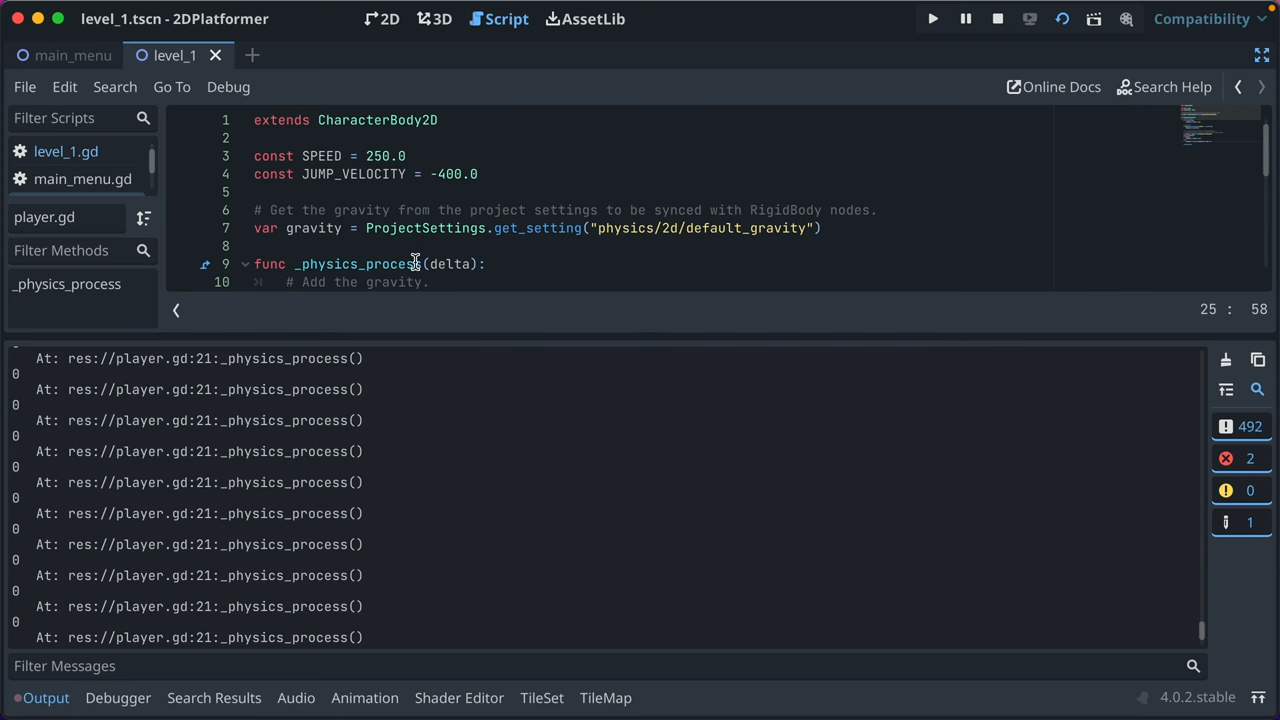 level_1.tscn - 2DPlatformer
2D 3D Script AssetLib
Compatibility
main_menu level_1
File Edit Search Go To Debug
Online Docs Search Help
Filter Scripts
level_1.gd
main_menu.gd
player.gd
Filter Methods
_physics_process
1 extends CharacterBody2D
2
3 const SPEED = 250.0
4 const JUMP_VELOCITY = -400.0
5
6 # Get the gravity from the project settings to be synced with RigidBody nodes.
7 var gravity = ProjectSettings.get_setting("physics/2d/default_gravity")
8
9 func _physics_process(delta):
10 # Add the gravity.
25 : 58
At: res://player.gd:21:_physics_process()
0
At: res://player.gd:21:_physics_process()
0
At: res://player.gd:21:_physics_process()
0
At: res://player.gd:21:_physics_process()
0
At: res://player.gd:21:_physics_process()
0
At: res://player.gd:21:_physics_process()
0
At: res://player.gd:21:_physics_process()
0
At: res://player.gd:21:_physics_process()
0
At: res://player.gd:21:_physics_process()
0
At: res://player.gd:21:_physics_process()
492
2
0
1
Filter Messages
Output Debugger Search Results Audio Animation Shader Editor TileSet TileMap
4.0.2.stable